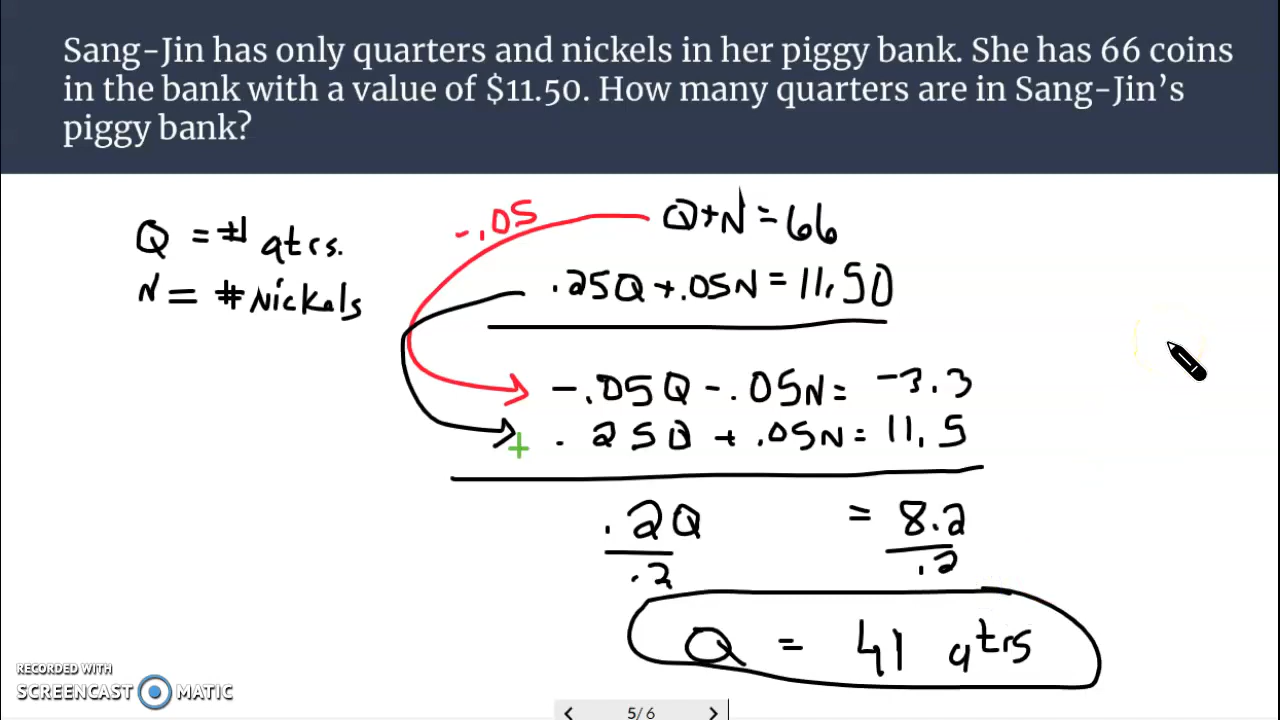 Sang-Jin has only quarters and nickels in her piggy bank. She has 66 coins
in the bank with a value of $11.50. How many quarters are in Sang-Jin's
piggy bank?
Q = # qtrs.
N = # Nickels
-.05
Q+N=66
.25Q+.05N=11.50
-.05Q-.05N= -3.3
+ .25Q + .05N= 11.5
.2Q = 8.2
.2 .2
Q = 41 qtrs
RECORDED WITH
SCREENCAST MATIC
< 5/6 >